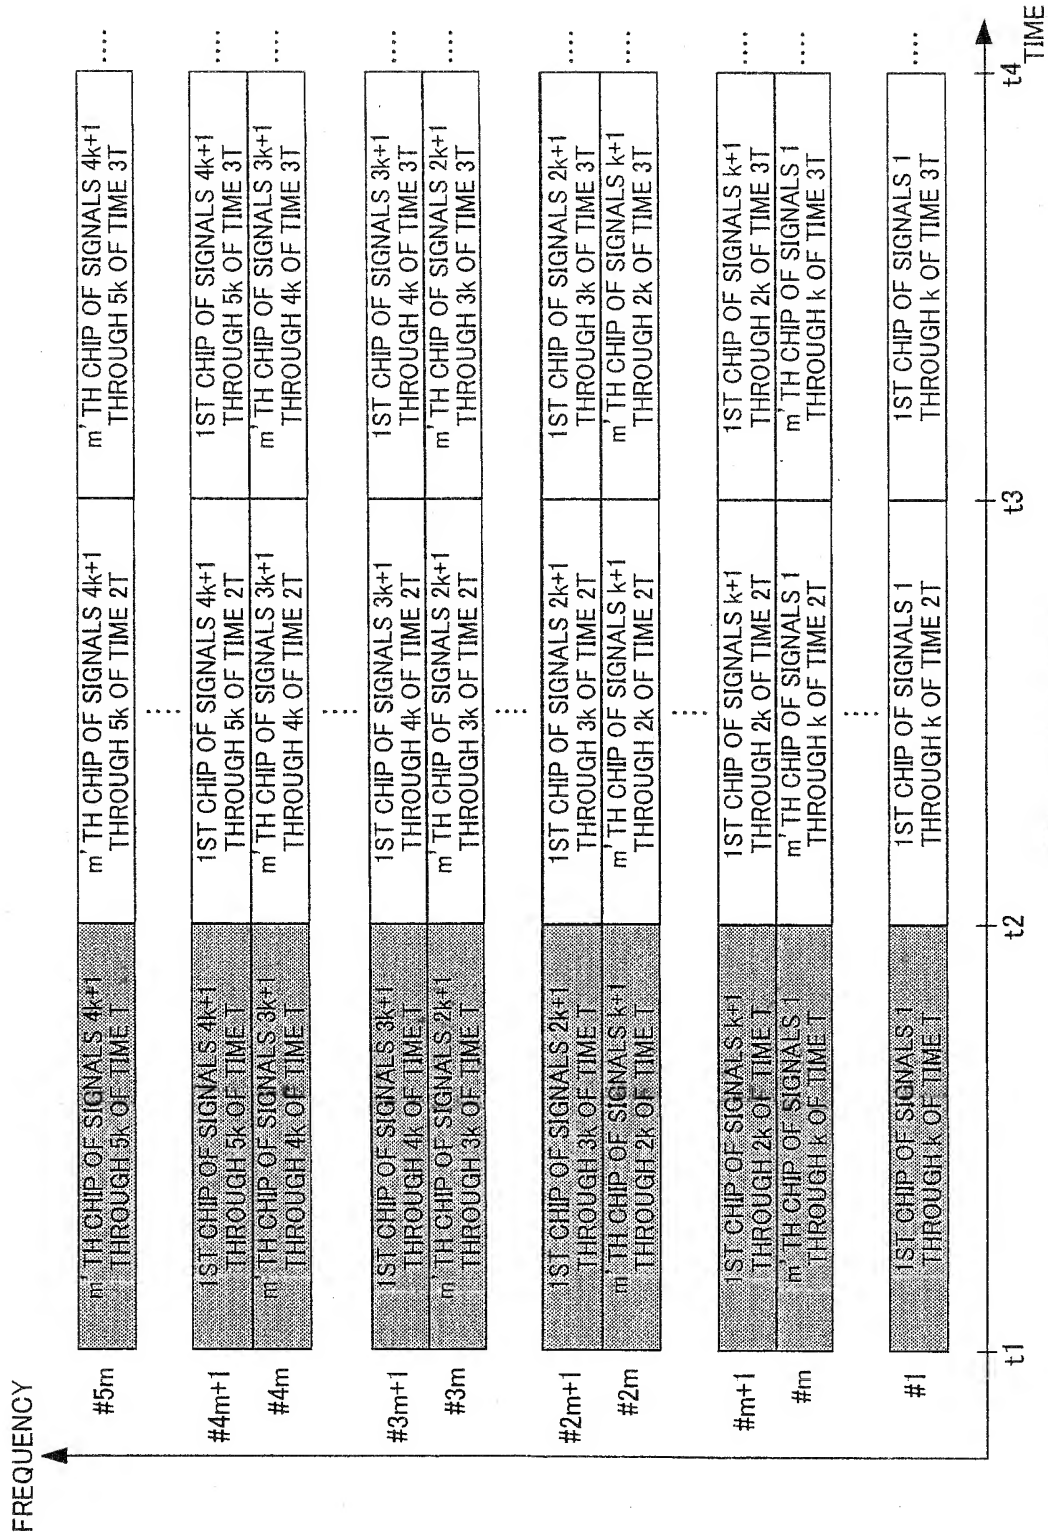 FREQUENCY
#5m
m' TH CHIP OF SIGNALS 4k+1
THROUGH 5k OF TIME T
m' TH CHIP OF SIGNALS 4k+1
THROUGH 5k OF TIME 2T
m' TH CHIP OF SIGNALS 4k+1
THROUGH 5k OF TIME 3T
....
....
#4m+1
1ST CHIP OF SIGNALS 4k+1
THROUGH 5k OF TIME T
1ST CHIP OF SIGNALS 4k+1
THROUGH 5k OF TIME 2T
1ST CHIP OF SIGNALS 4k+1
THROUGH 5k OF TIME 3T
....
#4m
m' TH CHIP OF SIGNALS 3k+1
THROUGH 4k OF TIME T
m' TH CHIP OF SIGNALS 3k+1
THROUGH 4k OF TIME 2T
m' TH CHIP OF SIGNALS 3k+1
THROUGH 4k OF TIME 3T
....
....
#3m+1
1ST CHIP OF SIGNALS 3k+1
THROUGH 4k OF TIME T
1ST CHIP OF SIGNALS 3k+1
THROUGH 4k OF TIME 2T
1ST CHIP OF SIGNALS 3k+1
THROUGH 4k OF TIME 3T
....
#3m
m' TH CHIP OF SIGNALS 2k+1
THROUGH 3k OF TIME T
m' TH CHIP OF SIGNALS 2k+1
THROUGH 3k OF TIME 2T
m' TH CHIP OF SIGNALS 2k+1
THROUGH 3k OF TIME 3T
....
....
#2m+1
1ST CHIP OF SIGNALS 2k+1
THROUGH 3k OF TIME T
1ST CHIP OF SIGNALS 2k+1
THROUGH 3k OF TIME 2T
1ST CHIP OF SIGNALS 2k+1
THROUGH 3k OF TIME 3T
....
#2m
m' TH CHIP OF SIGNALS k+1
THROUGH 2k OF TIME T
m' TH CHIP OF SIGNALS k+1
THROUGH 2k OF TIME 2T
m' TH CHIP OF SIGNALS k+1
THROUGH 2k OF TIME 3T
....
....
#m+1
1ST CHIP OF SIGNALS k+1
THROUGH 2k OF TIME T
1ST CHIP OF SIGNALS k+1
THROUGH 2k OF TIME 2T
1ST CHIP OF SIGNALS k+1
THROUGH 2k OF TIME 3T
....
#m
m' TH CHIP OF SIGNALS 1
THROUGH k OF TIME T
m' TH CHIP OF SIGNALS 1
THROUGH k OF TIME 2T
m' TH CHIP OF SIGNALS 1
THROUGH k OF TIME 3T
....
....
#1
1ST CHIP OF SIGNALS 1
THROUGH k OF TIME T
1ST CHIP OF SIGNALS 1
THROUGH k OF TIME 2T
1ST CHIP OF SIGNALS 1
THROUGH k OF TIME 3T
....
t1
t2
t3
t4
TIME